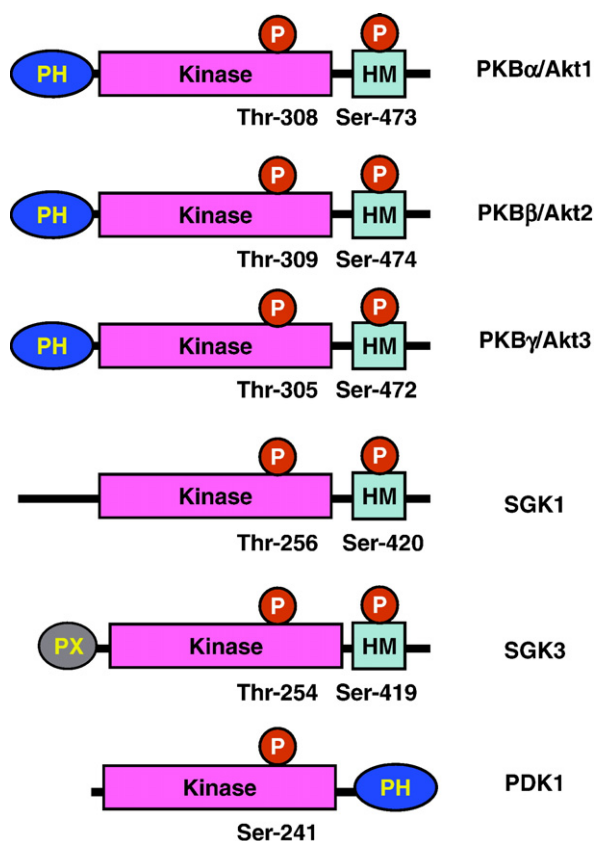 P P
PH Kinase HM PKBα/Akt1
Thr-308 Ser-473
P P
PH Kinase HM PKBβ/Akt2
Thr-309 Ser-474
P P
PH Kinase HM PKBγ/Akt3
Thr-305 Ser-472
P P
Kinase HM SGK1
Thr-256 Ser-420
P P
PX Kinase HM SGK3
Thr-254 Ser-419
P
Kinase PH PDK1
Ser-241